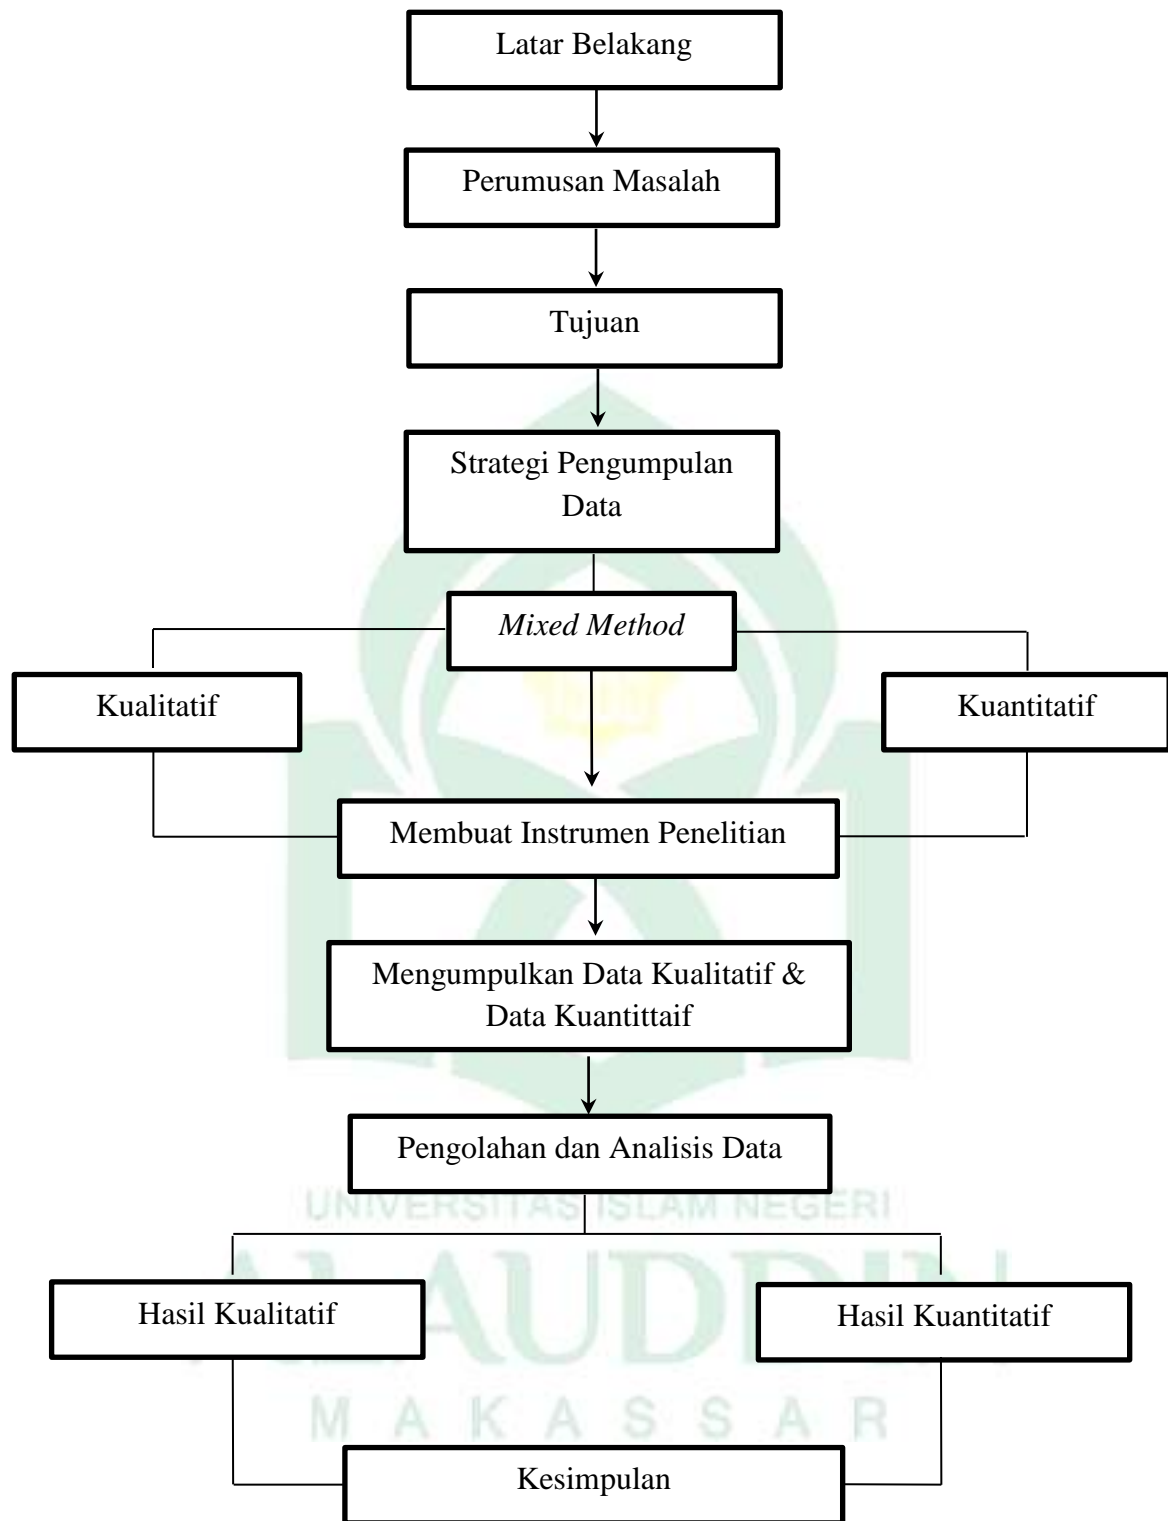 Latar Belakang
Perumusan Masalah
Tujuan
Strategi Pengumpulan
Data
Mixed Method
Kualitatif
Kuantitatif
Membuat Instrumen Penelitian
Mengumpulkan Data Kualitatif &
Data Kuantittaif
Pengolahan dan Analisis Data
UNIVERSITAS ISLAM NEGERI
ALAUDDIN
Hasil Kualitatif
Hasil Kuantitatif
MAKASSAR
Kesimpulan